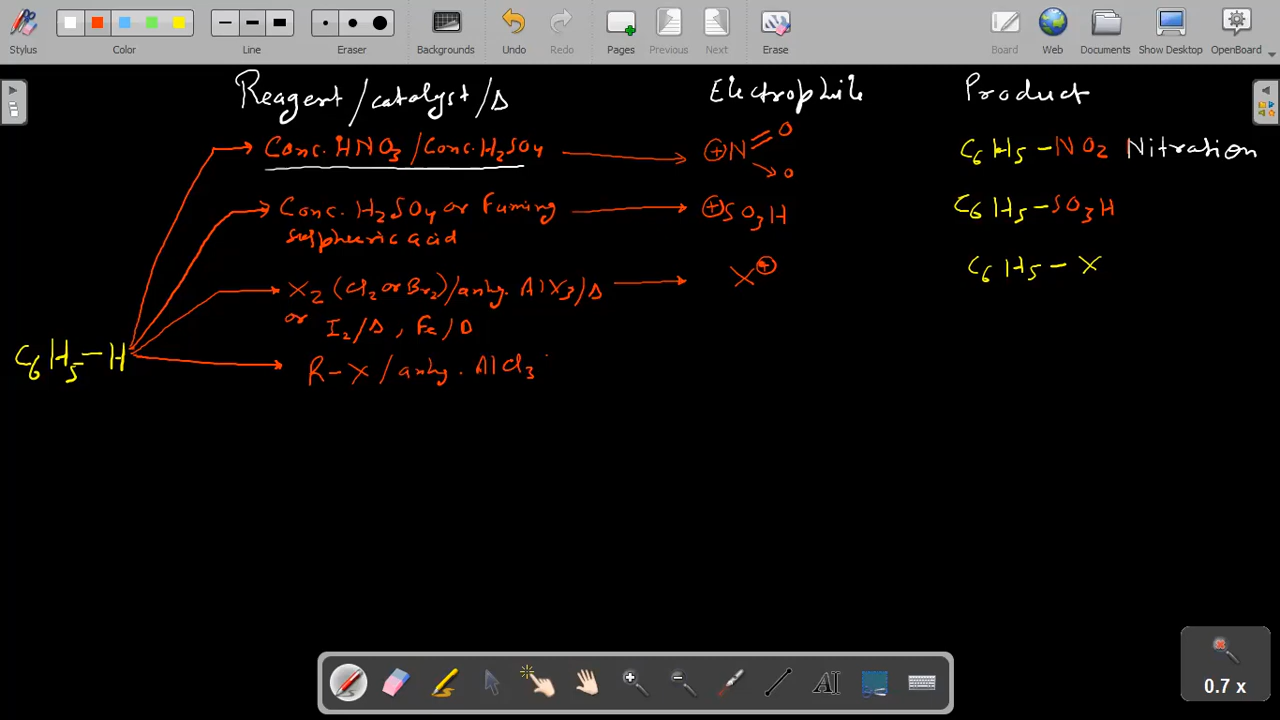 Stylus Color Line Eraser Backgrounds Undo Redo Pages Previous Next Erase Board Web Documents Show Desktop OpenBoard
Reagent/catalyst/Δ Electrophile Product
Conc. HNO3/Conc. H2SO4 ⊕N O O C6H5-NO2 Nitration
Conc. H2SO4 or Fuming ⊕SO3H C6H5-SO3H
sulpheric acid
X2 (Cl2 or Br2)/anhy. AlX3/Δ X⊕ C6H5-X
or I2/Δ, Fe/Δ
C6H5-H
R-X/anhy. AlCl3
0.7 x